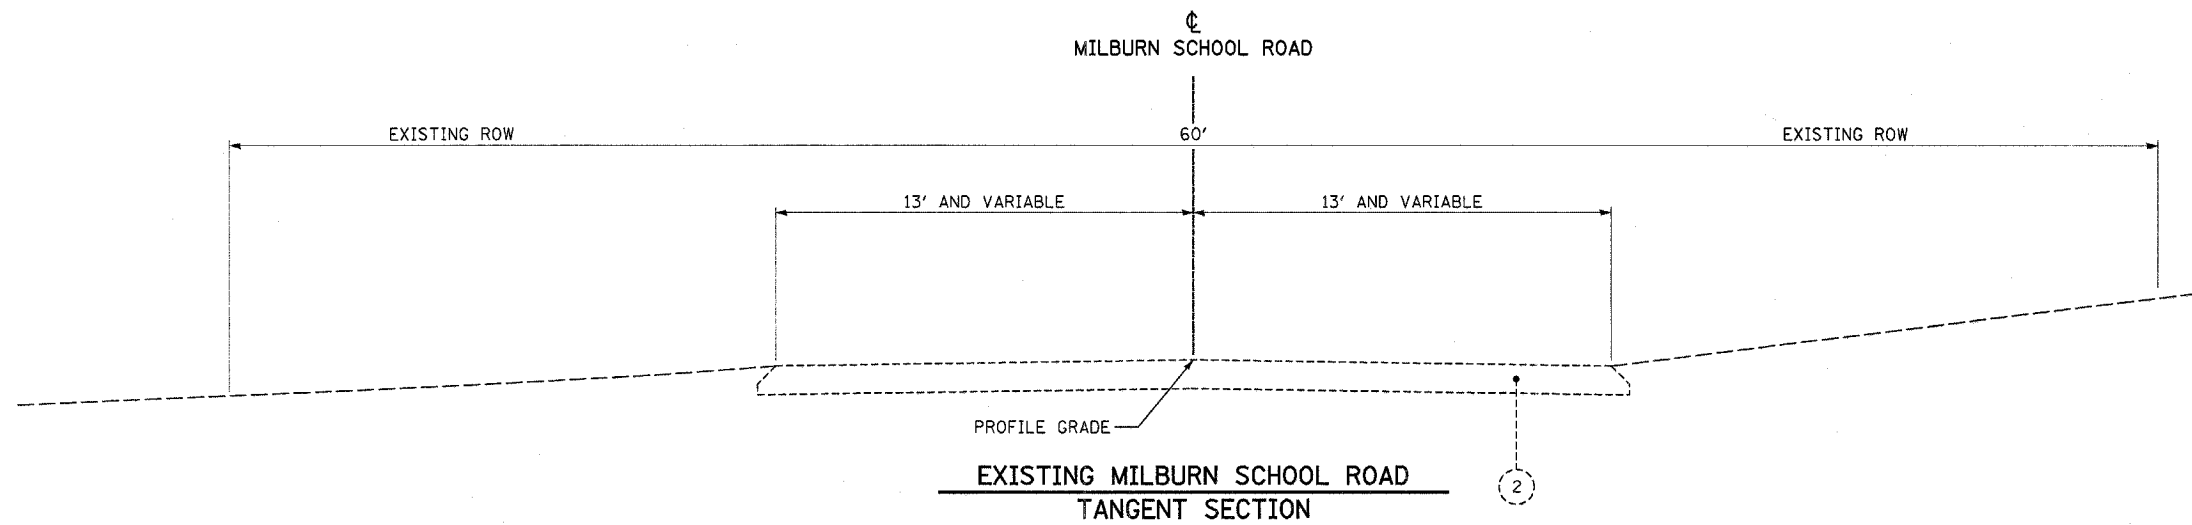 ℄
MILBURN SCHOOL ROAD
EXISTING ROW
60'
EXISTING ROW
13' AND VARIABLE
13' AND VARIABLE
PROFILE GRADE
EXISTING MILBURN SCHOOL ROAD
TANGENT SECTION
2